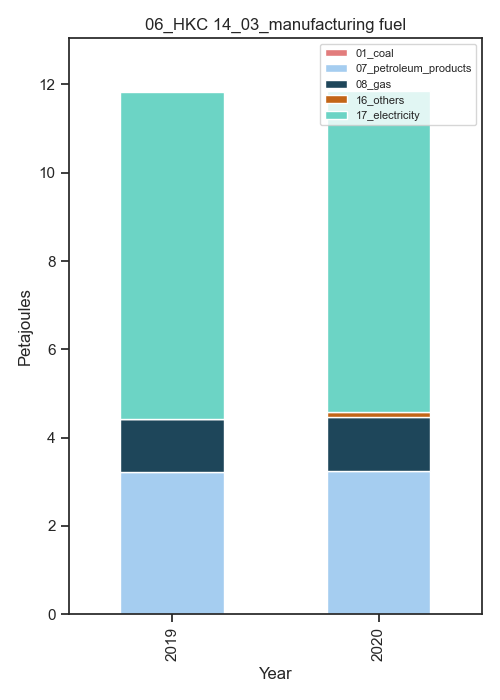 06_HKC 14_03_manufacturing fuel
01_coal
07_petroleum_products
08_gas
16_others
17_electricity
12
10
8
6
4
2
0
Petajoules
2019
2020
Year